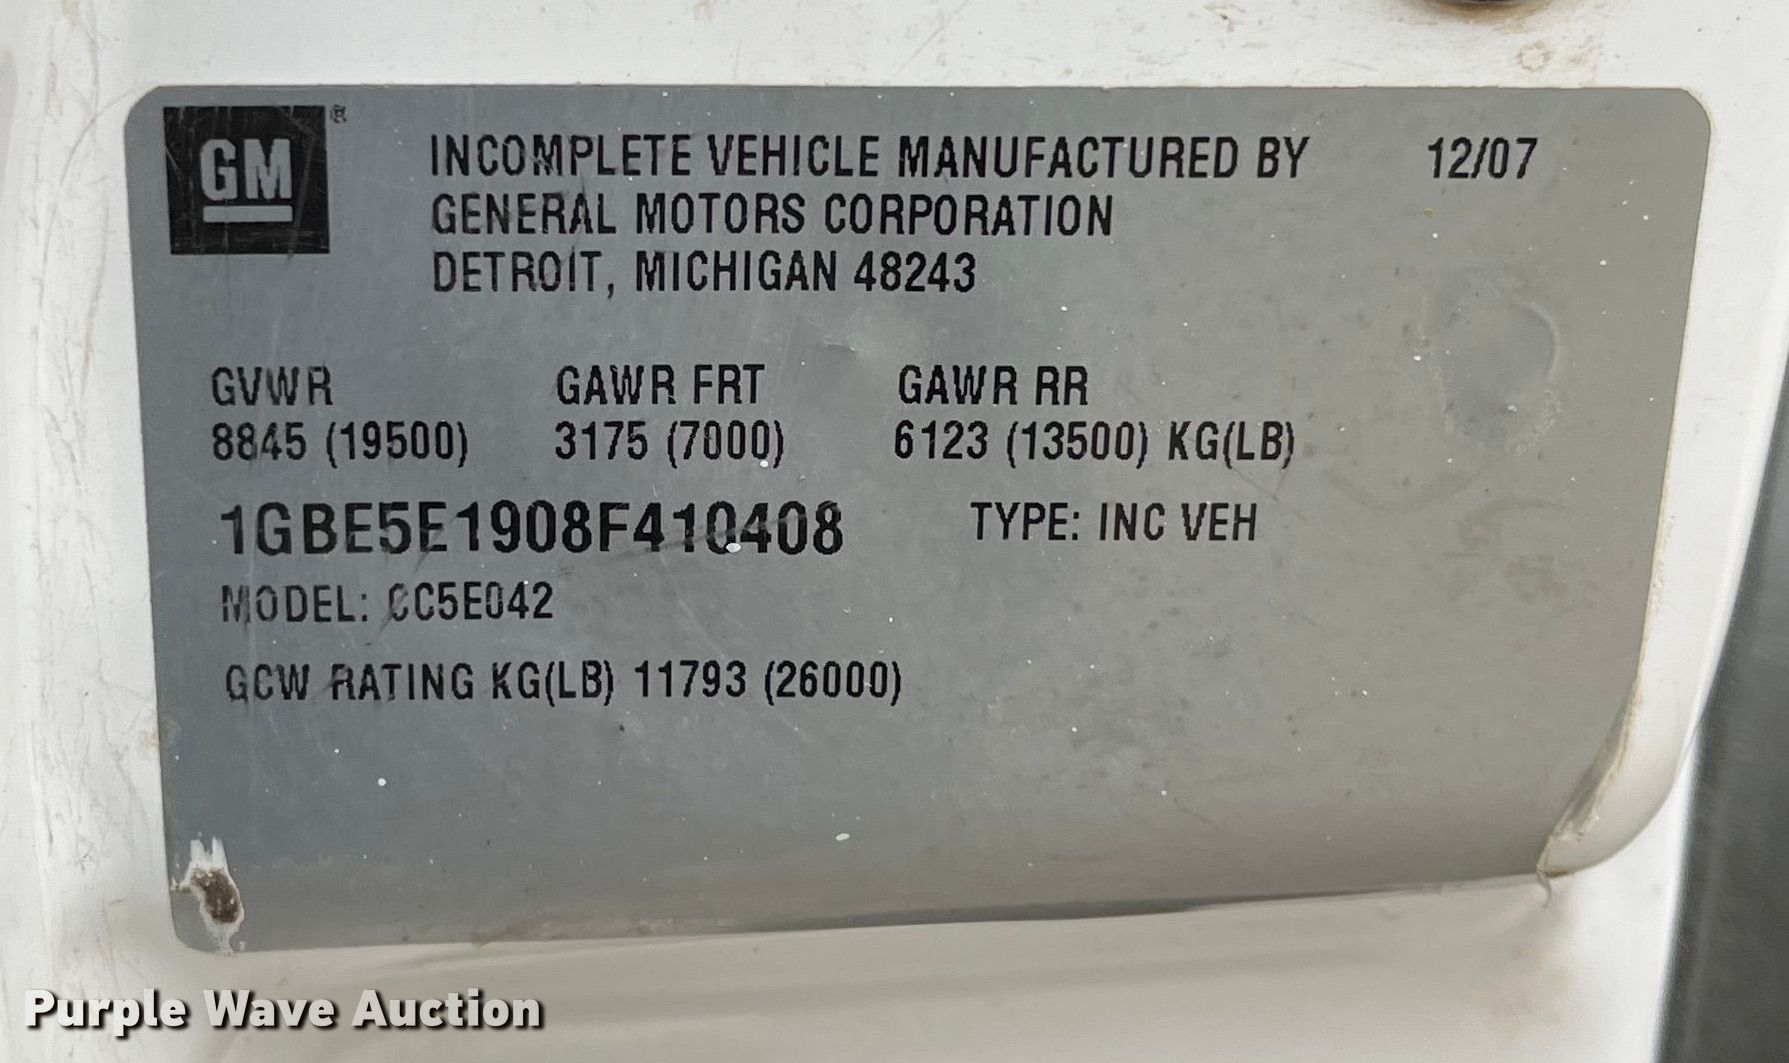 GM ®
INCOMPLETE VEHICLE MANUFACTURED BY 12/07
GENERAL MOTORS CORPORATION
DETROIT, MICHIGAN 48243
GVWR GAWR FRT GAWR RR
8845 (19500) 3175 (7000) 6123 (13500) KG(LB)
1GBE5E1908F410408 TYPE: INC VEH
MODEL: CC5E042
GCW RATING KG(LB) 11793 (26000)
Purple Wave Auction